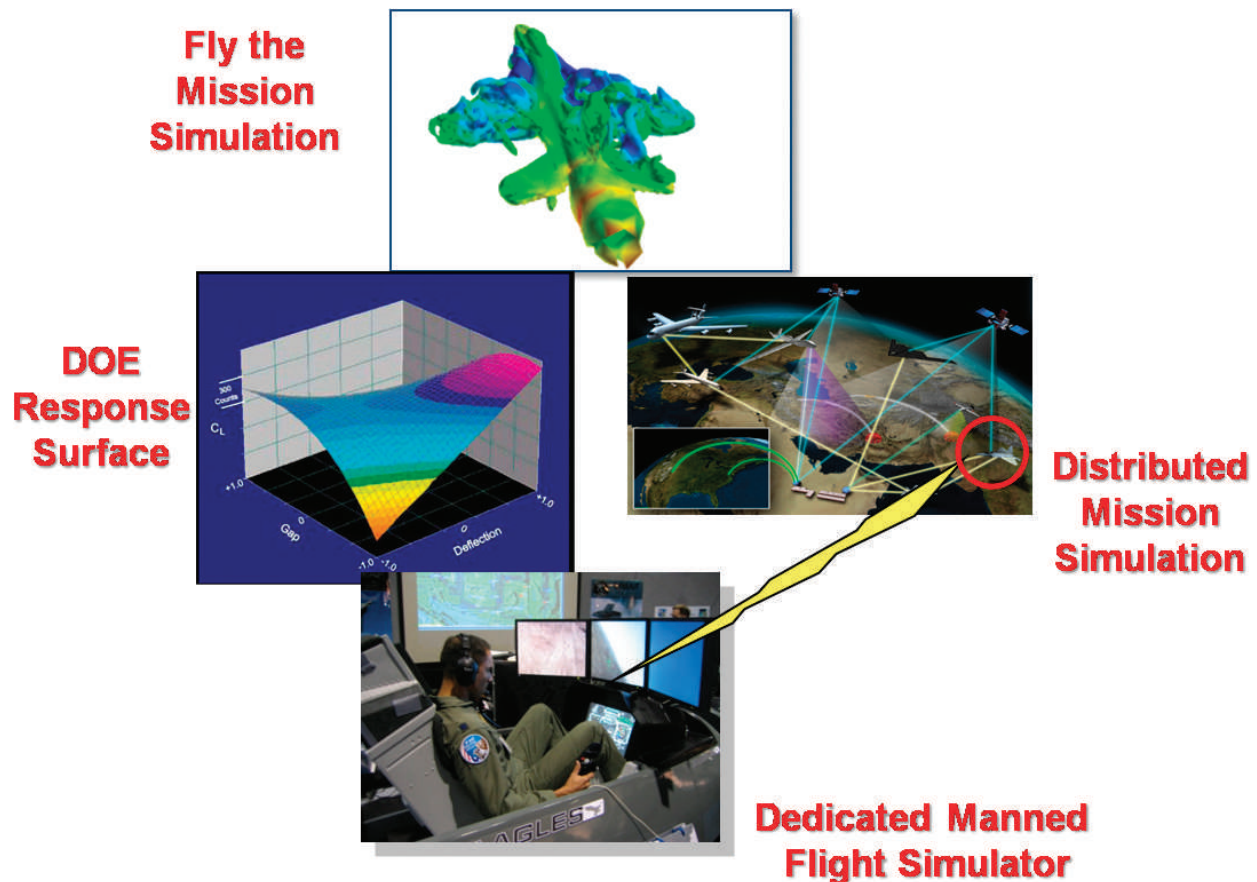 Fly the
Mission
Simulation
DOE
Response
Surface
300
Counts
C_L
+1.0
0
Gap
-1.0
-1.0
Deflection
0
+1.0
Distributed
Mission
Simulation
EAGLES
Dedicated Manned
Flight Simulator